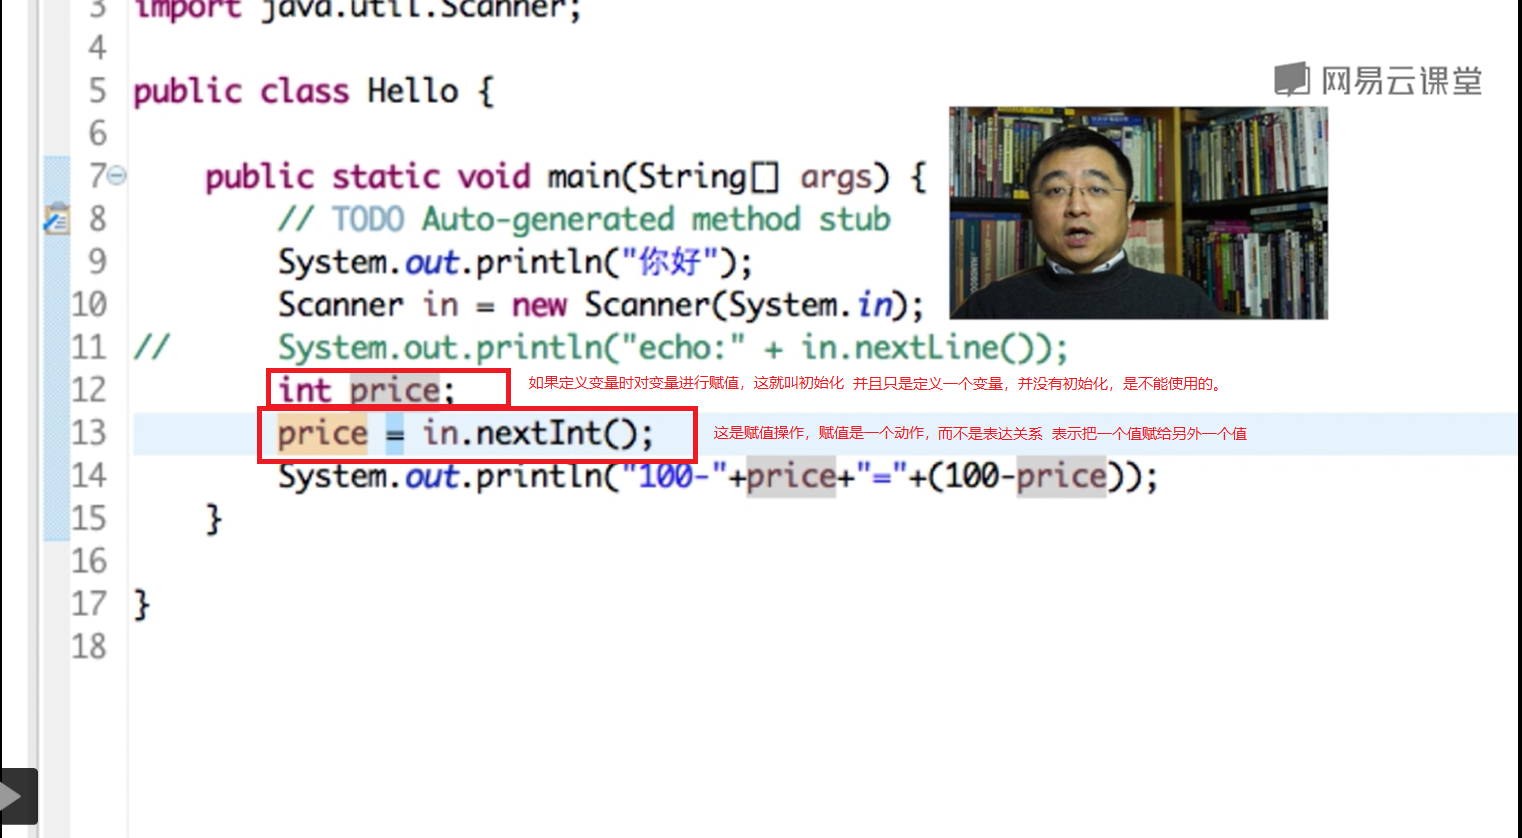 3 import java.util.Scanner;
4
5 public class Hello {
6
7 public static void main(String[] args) {
8 // TODO Auto-generated method stub
9 System.out.println("你好");
10 Scanner in = new Scanner(System.in);
11 // System.out.println("echo:" + in.nextLine());
12 int price; 如果定义变量时对变量进行赋值，这就叫初始化 并且只是定义一个变量，并没有初始化，是不能使用的。
13 price = in.nextInt(); 这是赋值操作，赋值是一个动作，而不是表达关系 表示把一个值赋给另外一个值
14 System.out.println("100-"+price+"="+(100-price));
15 }
16
17 }
18
网易云课堂